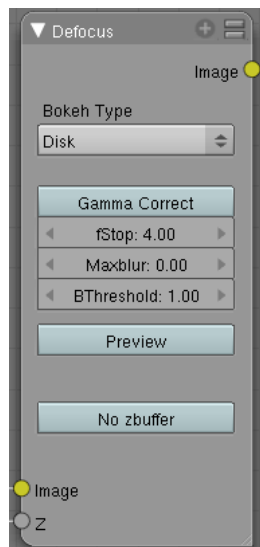 Defocus
Image
Bokeh Type
Disk
Gamma Correct
fStop: 4.00
Maxblur: 0.00
BThreshold: 1.00
Preview
No zbuffer
Image
Z